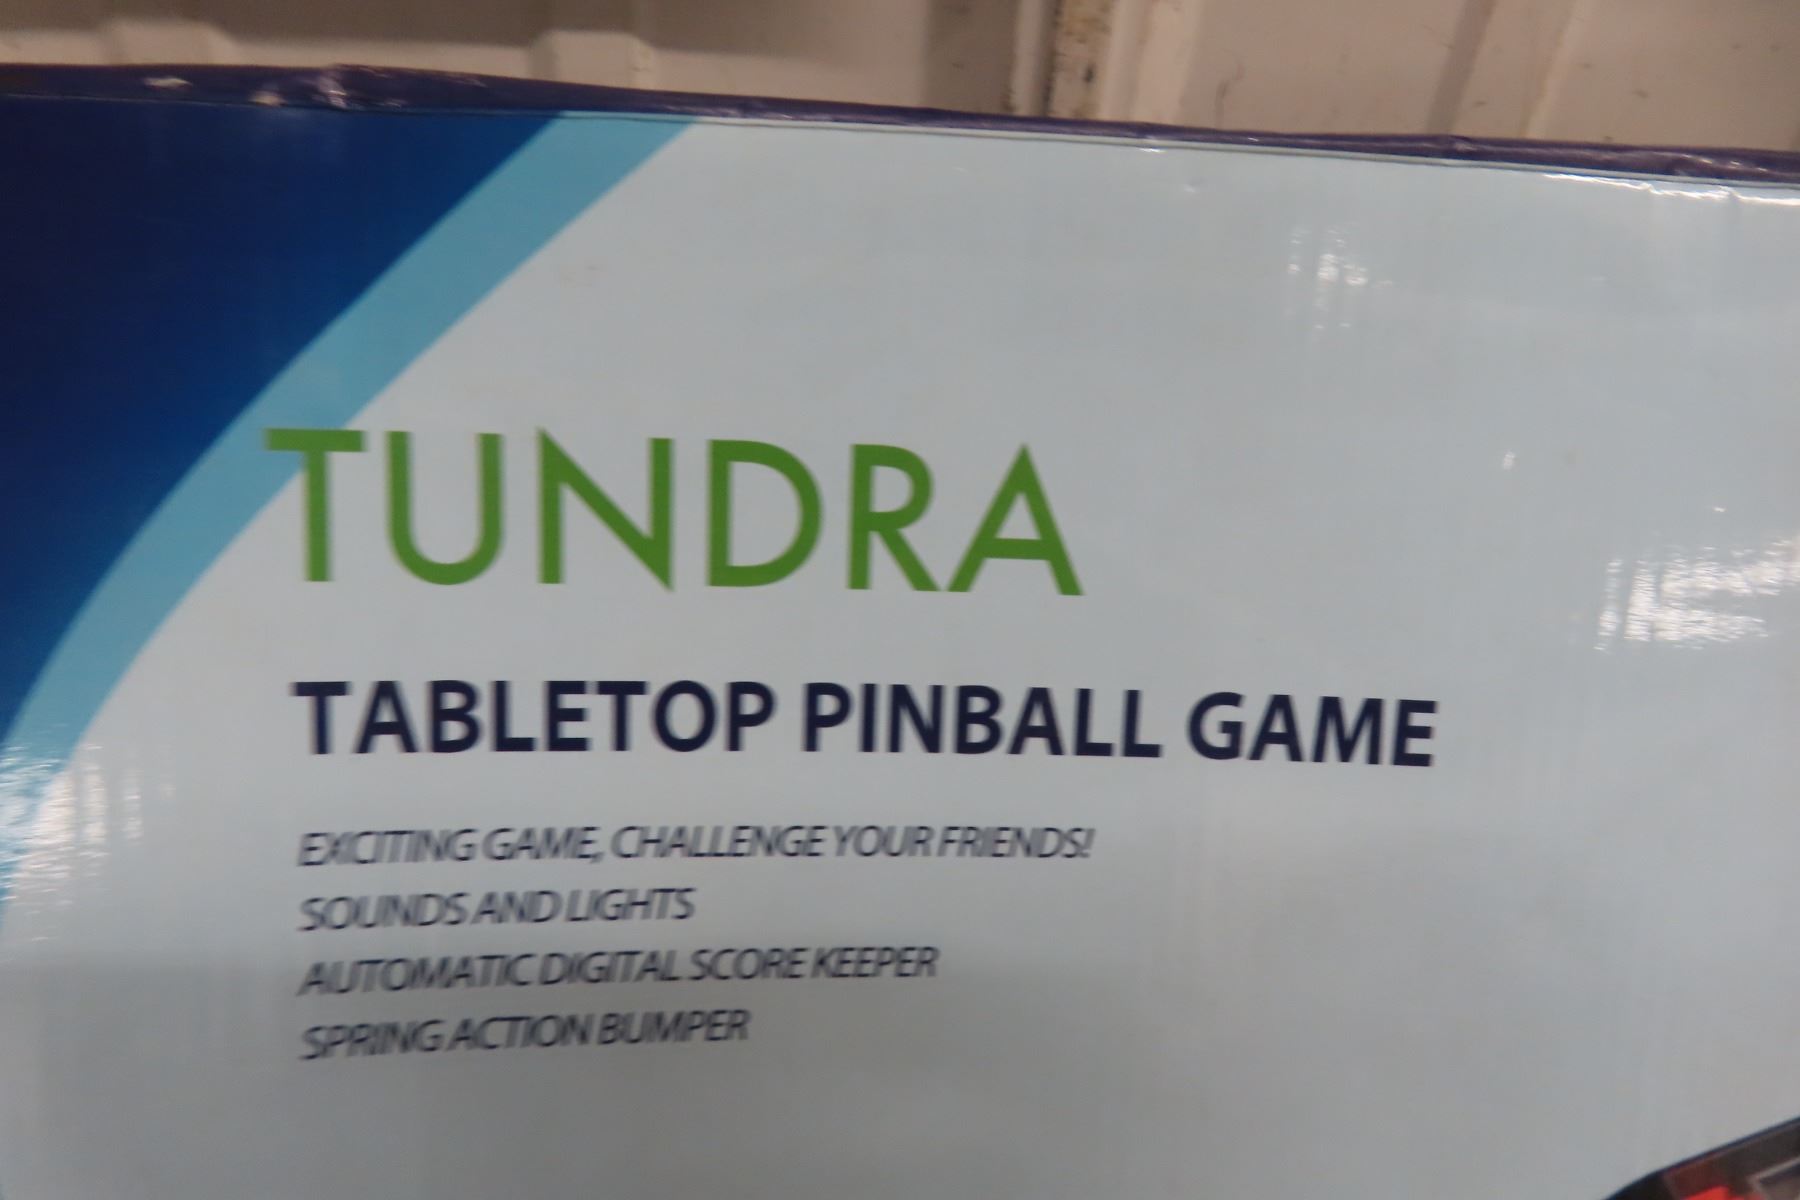 TUNDRA
TABLETOP PINBALL GAME
EXCITING GAME, CHALLENGE YOUR FRIENDS!
SOUNDS AND LIGHTS
AUTOMATIC DIGITAL SCORE KEEPER
SPRING ACTION BUMPER